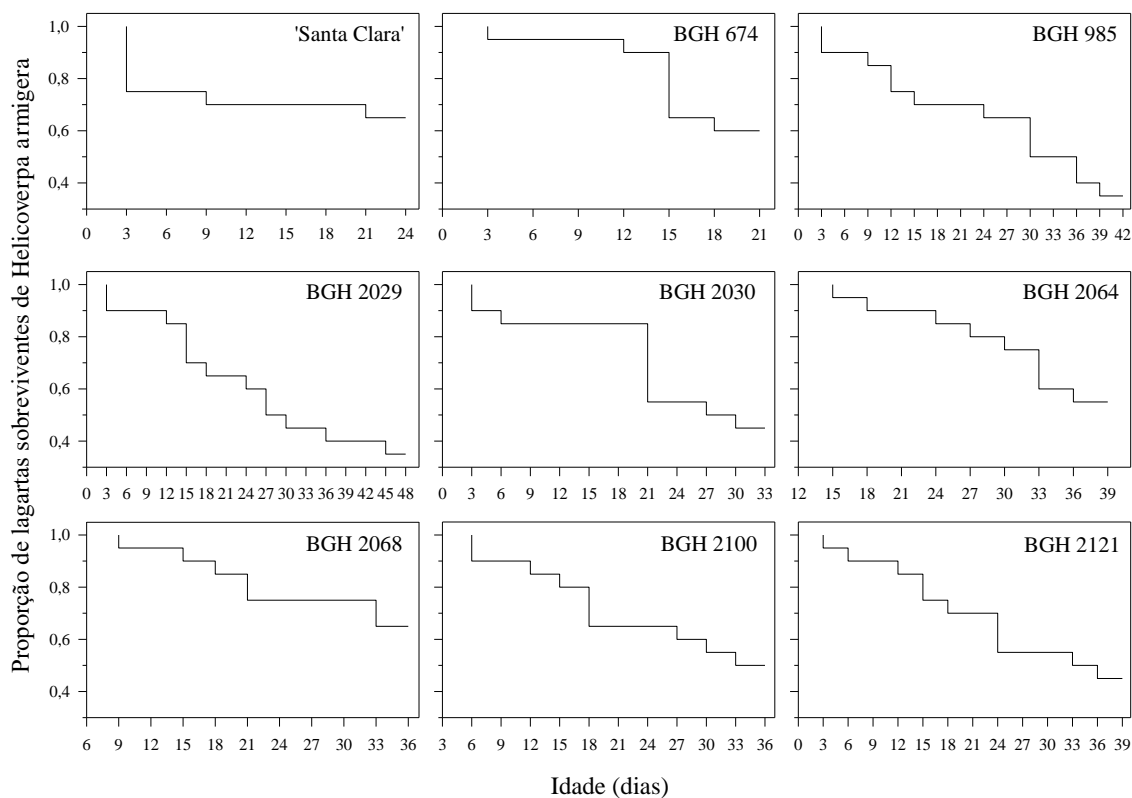 Proporção de lagartas sobreviventes de Helicoverpa armigera
'Santa Clara'
1,0
0,8
0,6
0,4
0 3 6 9 12 15 18 21 24
BGH 674
0 3 6 9 12 15 18 21
BGH 985
0 3 6 9 12 15 18 21 24 27 30 33 36 39 42
BGH 2029
1,0
0,8
0,6
0,4
0 3 6 9 12 15 18 21 24 27 30 33 36 39 42 45 48
BGH 2030
0 3 6 9 12 15 18 21 24 27 30 33
BGH 2064
12 15 18 21 24 27 30 33 36 39
BGH 2068
1,0
0,8
0,6
0,4
6 9 12 15 18 21 24 27 30 33 36
BGH 2100
3 6 9 12 15 18 21 24 27 30 33 36
BGH 2121
0 3 6 9 12 15 18 21 24 27 30 33 36 39
Idade (dias)